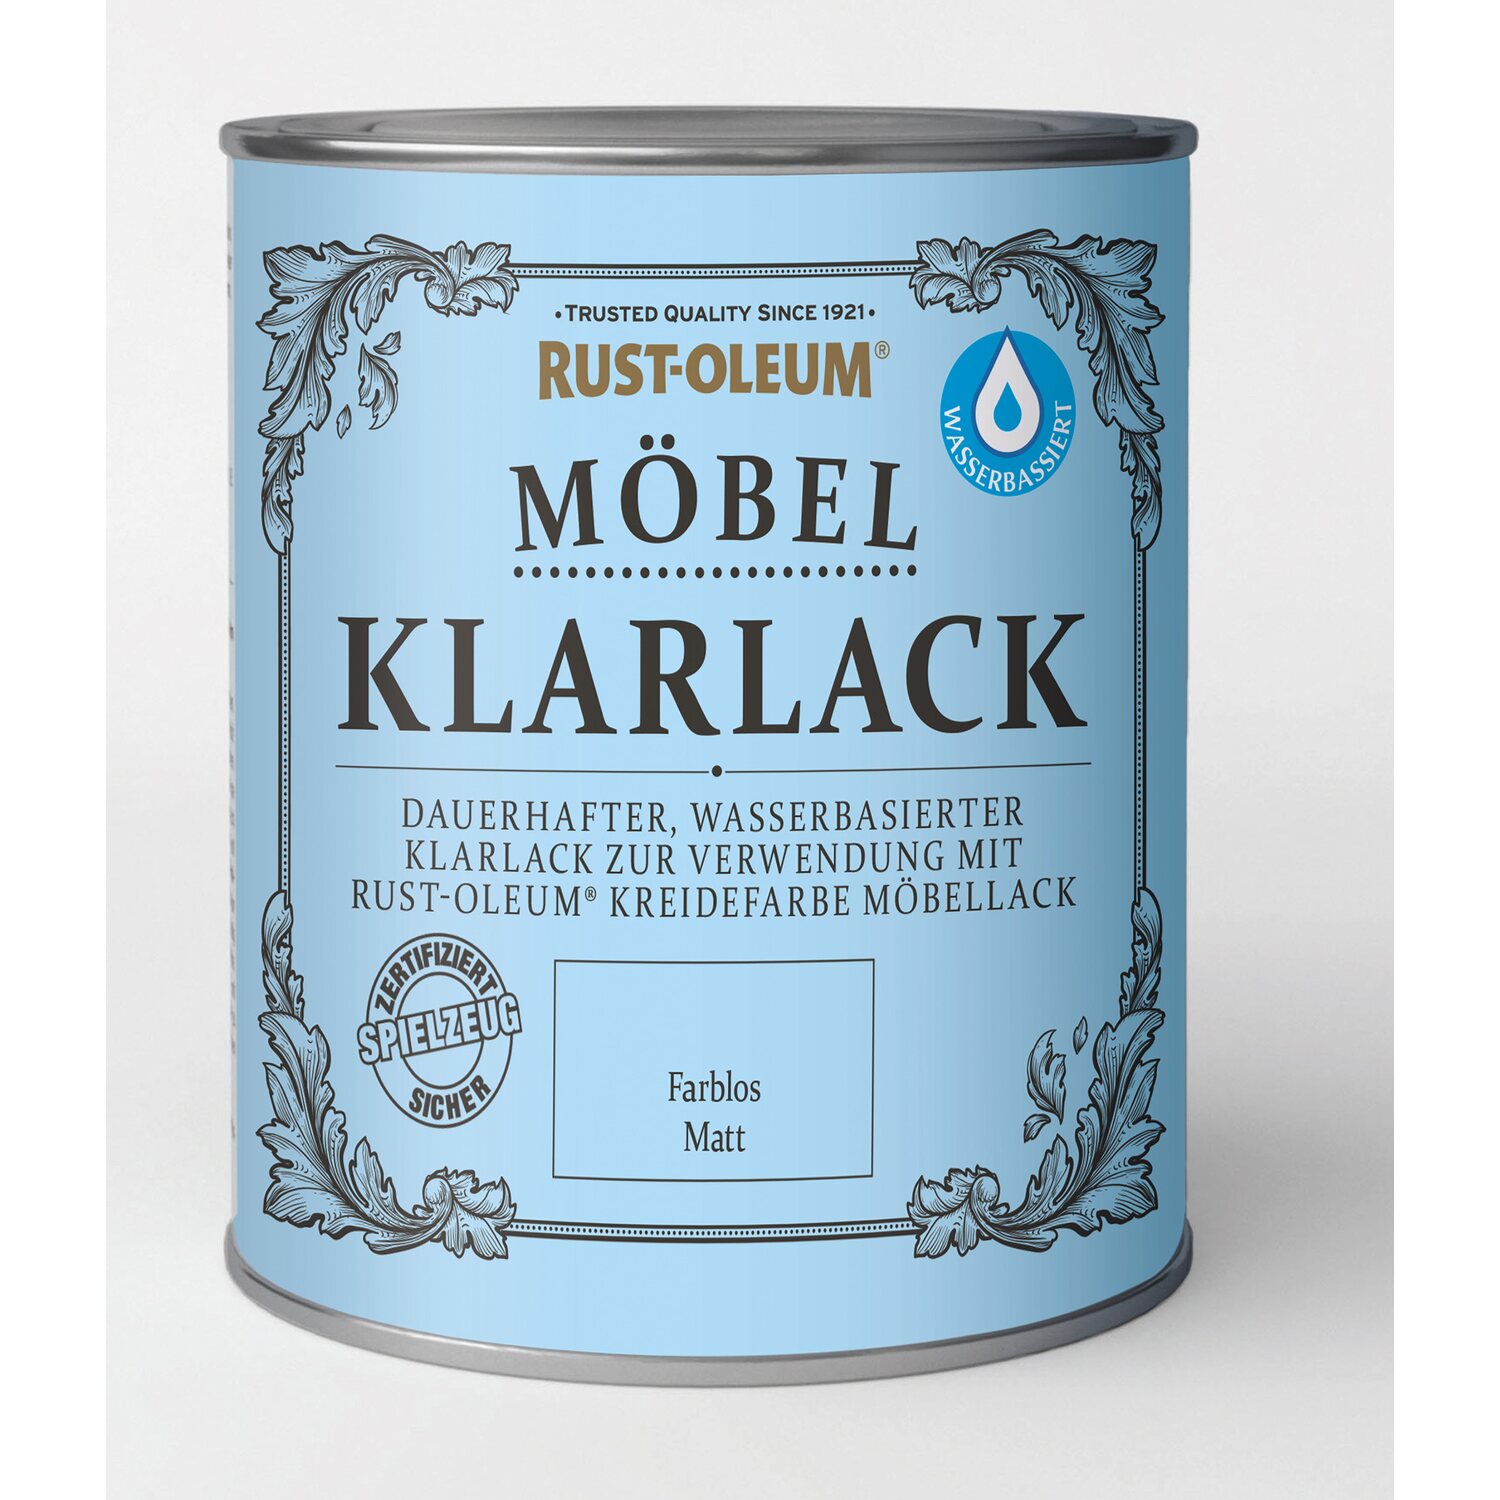 •TRUSTED QUALITY SINCE 1921•
RUST-OLEUM®
WASSERBASSIERT
MÖBEL
KLARLACK
DAUERHAFTER, WASSERBASIERTER
KLARLACK ZUR VERWENDUNG MIT
RUST-OLEUM® KREIDEFARBE MÖBELLACK
ZERTIFIZIERT
SPIELZEUG
SICHER
Farblos
Matt